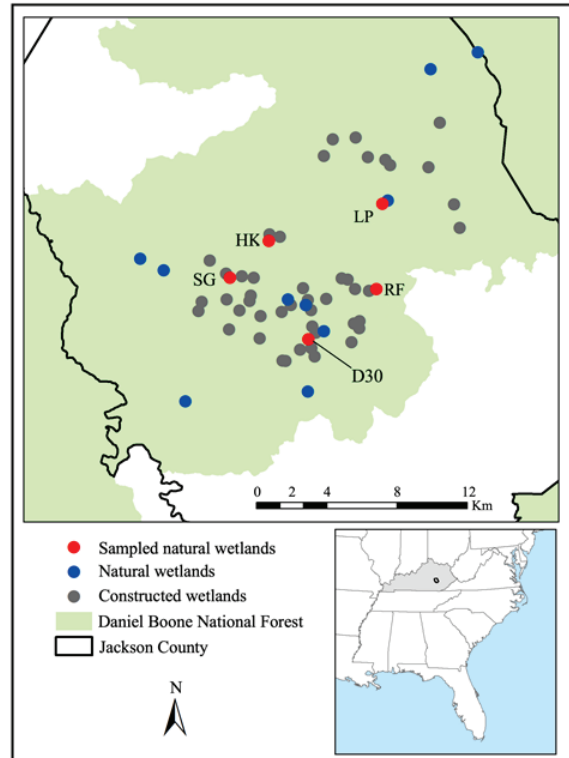 LP
HK
SG
RF
D30
0 2 4 8 12
Km
Sampled natural wetlands
Natural wetlands
Constructed wetlands
Daniel Boone National Forest
Jackson County
N